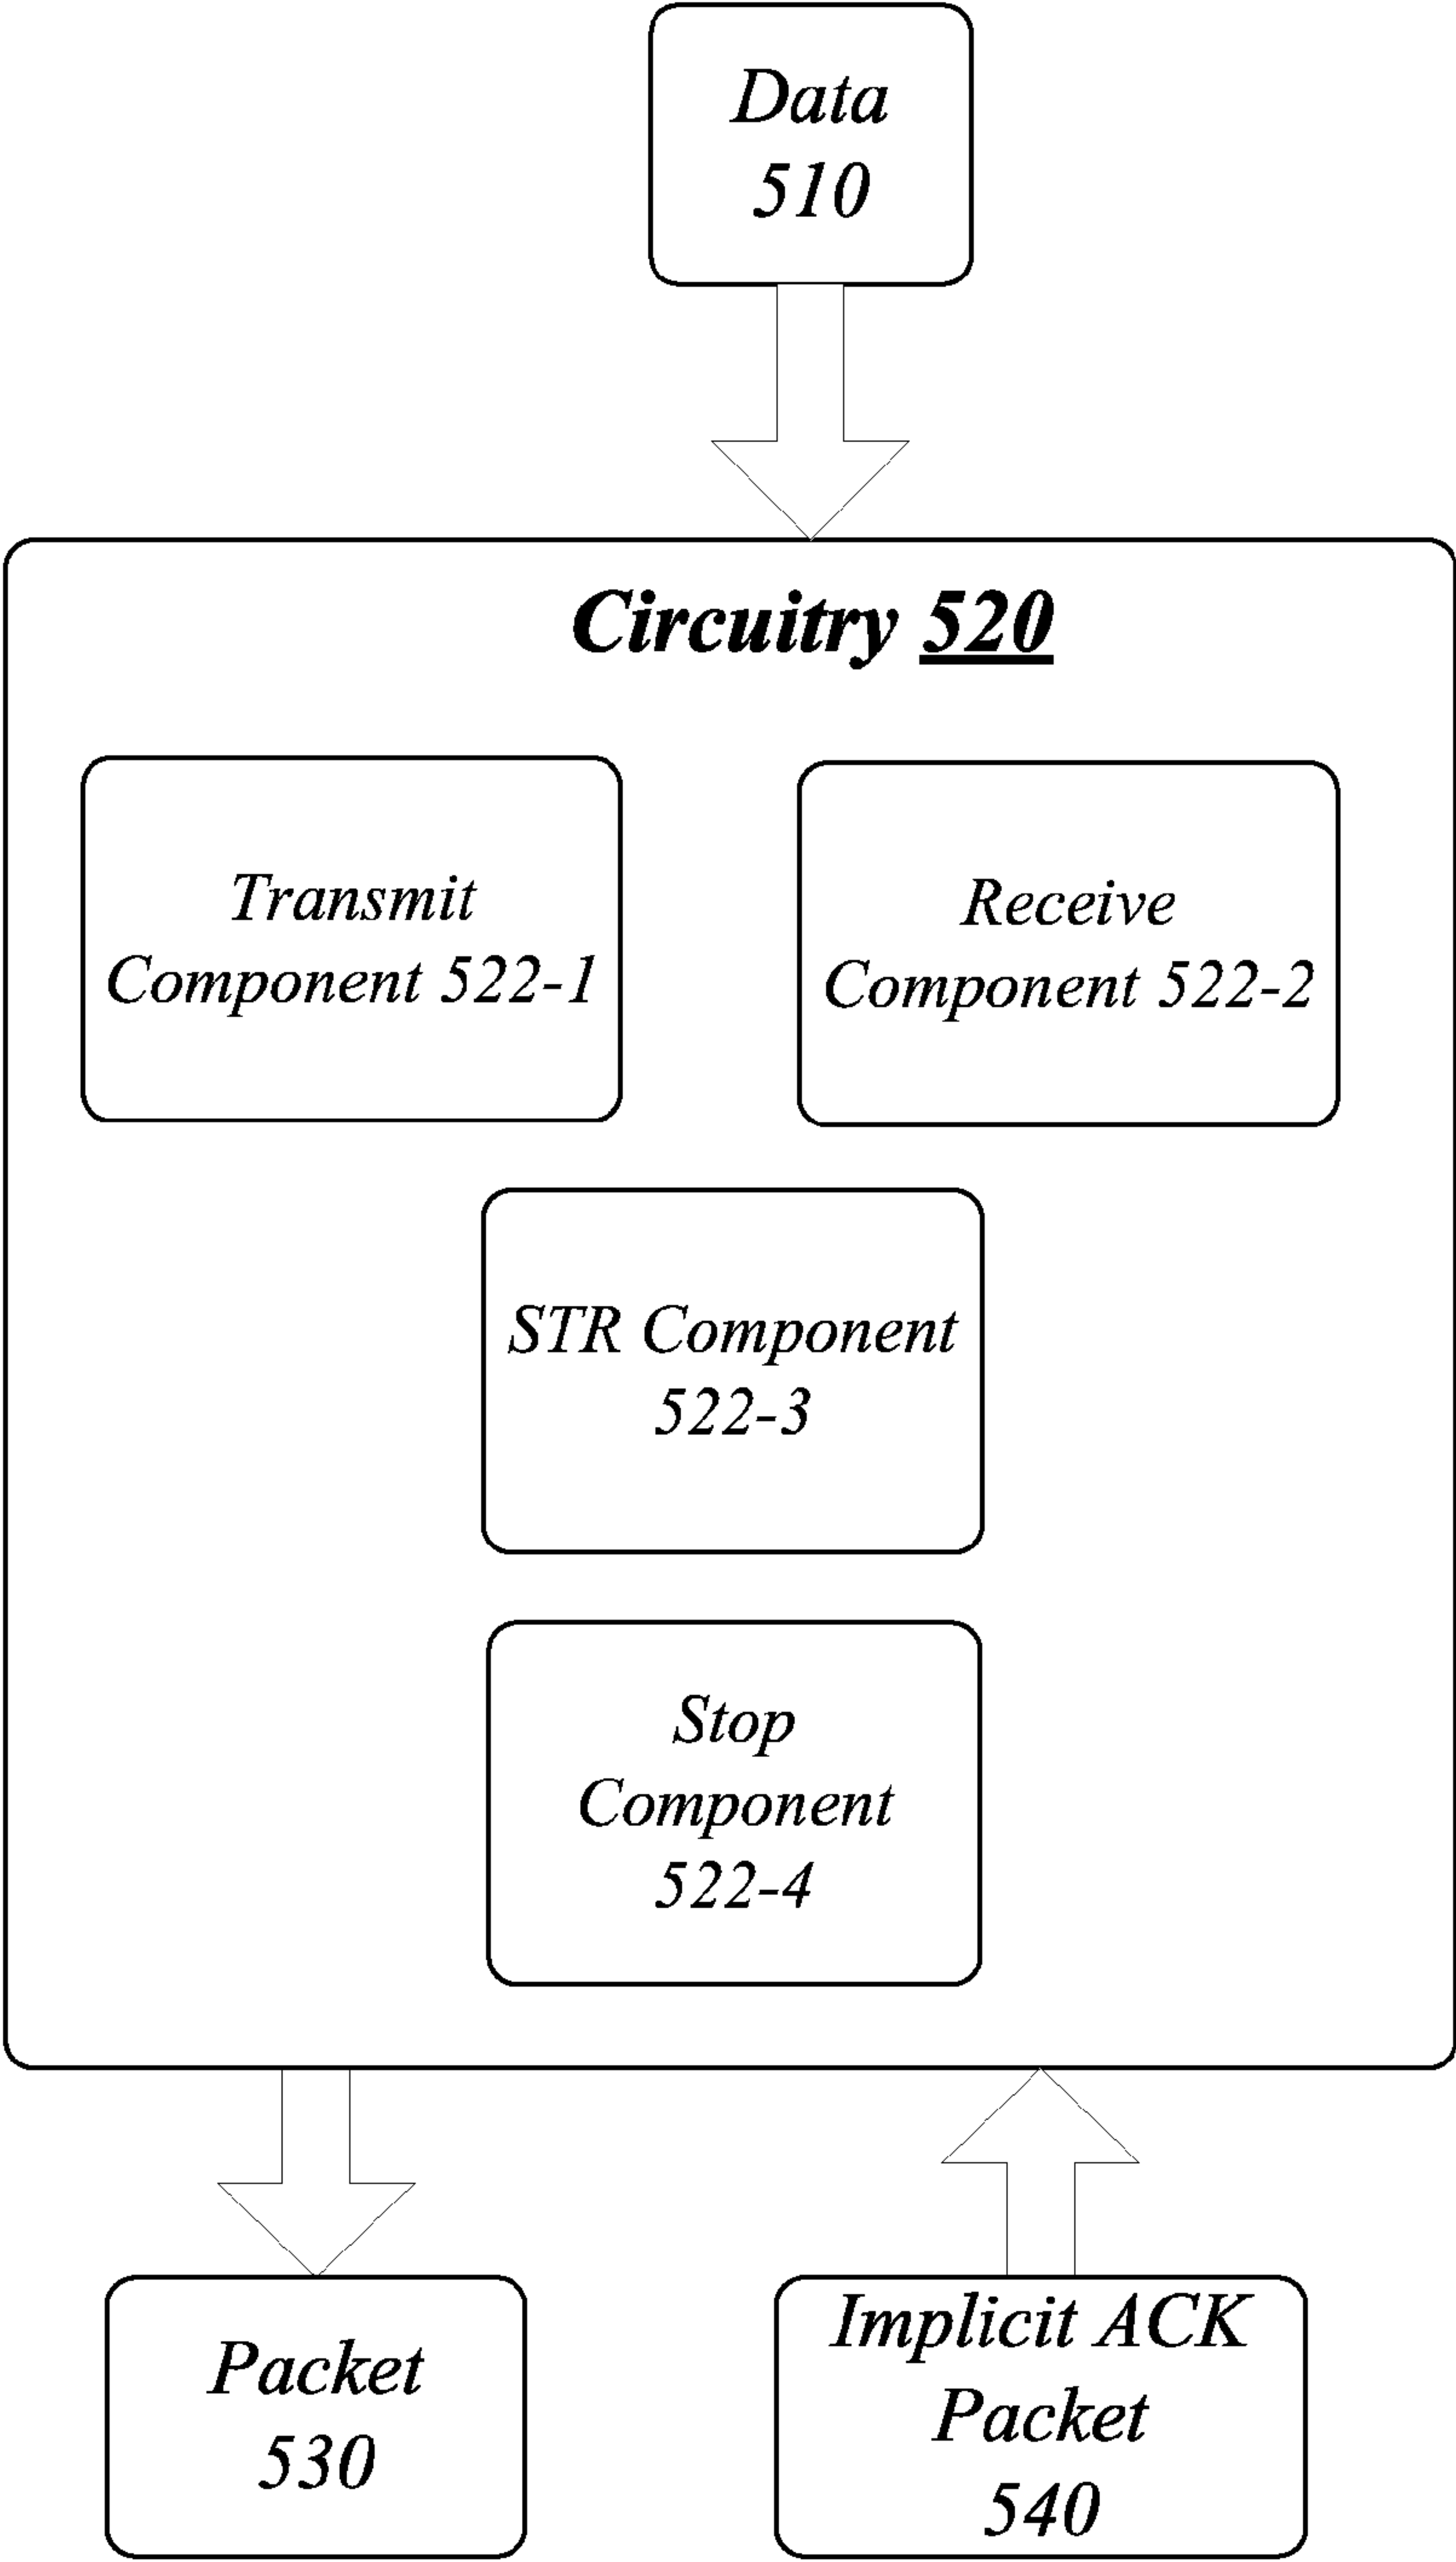 Data
510
Circuitry 520
Transmit
Component 522-1
Receive
Component 522-2
STR Component
522-3
Stop
Component
522-4
Packet
530
Implicit ACK
Packet
540